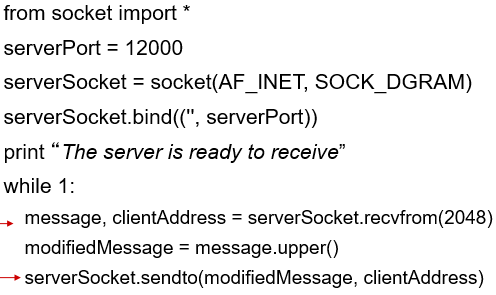 from socket import *
serverPort = 12000
serverSocket = socket(AF_INET, SOCK_DGRAM)
serverSocket.bind(('', serverPort))
print “The server is ready to receive”
while 1:
message, clientAddress = serverSocket.recvfrom(2048)
modifiedMessage = message.upper()
serverSocket.sendto(modifiedMessage, clientAddress)